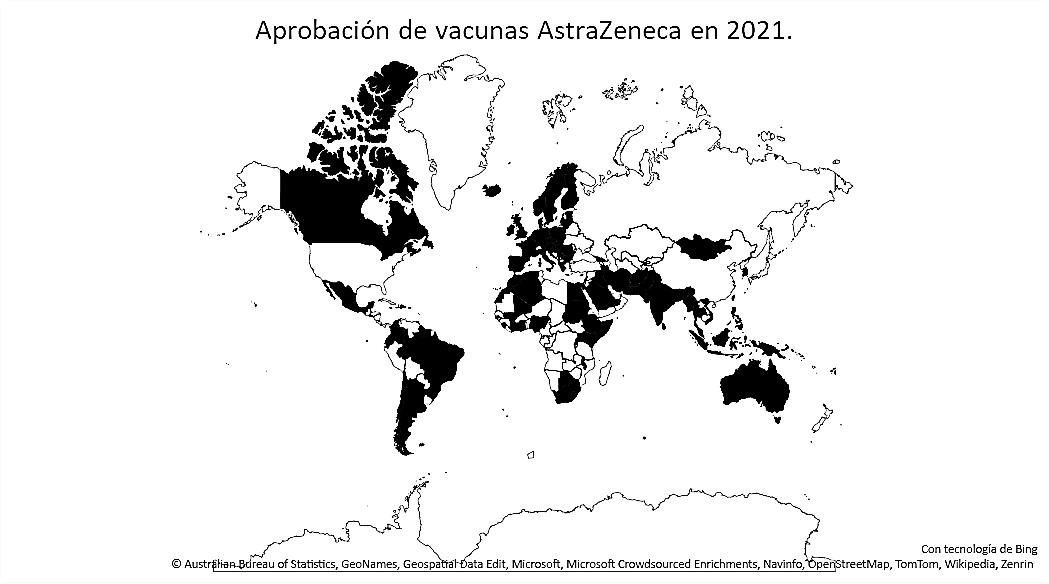 Aprobación de vacunas AstraZeneca en 2021.
Con tecnología de Bing
© Australian Bureau of Statistics, GeoNames, Geospatial Data Edit, Microsoft, Microsoft Crowdsourced Enrichments, Navinfo, OpenStreetMap, TomTom, Wikipedia, Zenrin